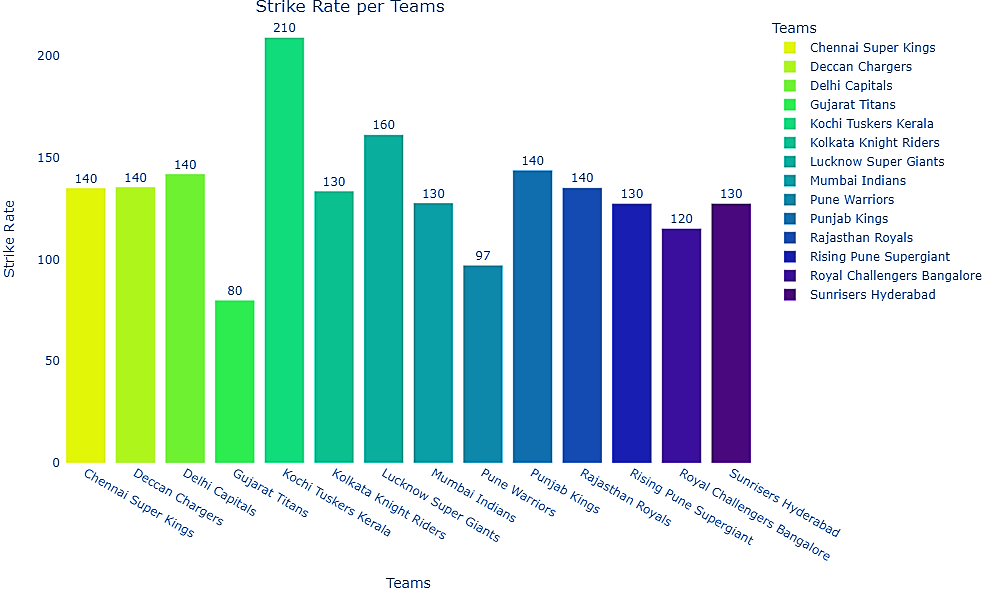 Strike Rate per Teams
Teams
Chennai Super Kings
Deccan Chargers
Delhi Capitals
Gujarat Titans
Kochi Tuskers Kerala
Kolkata Knight Riders
Lucknow Super Giants
Mumbai Indians
Pune Warriors
Punjab Kings
Rajasthan Royals
Rising Pune Supergiant
Royal Challengers Bangalore
Sunrisers Hyderabad
Strike Rate
200
150
100
50
0
140
140
140
80
210
130
160
130
97
140
140
130
120
130
Chennai Super Kings
Deccan Chargers
Delhi Capitals
Gujarat Titans
Kochi Tuskers Kerala
Kolkata Knight Riders
Lucknow Super Giants
Mumbai Indians
Pune Warriors
Punjab Kings
Rajasthan Royals
Rising Pune Supergiant
Royal Challengers Bangalore
Sunrisers Hyderabad
Teams